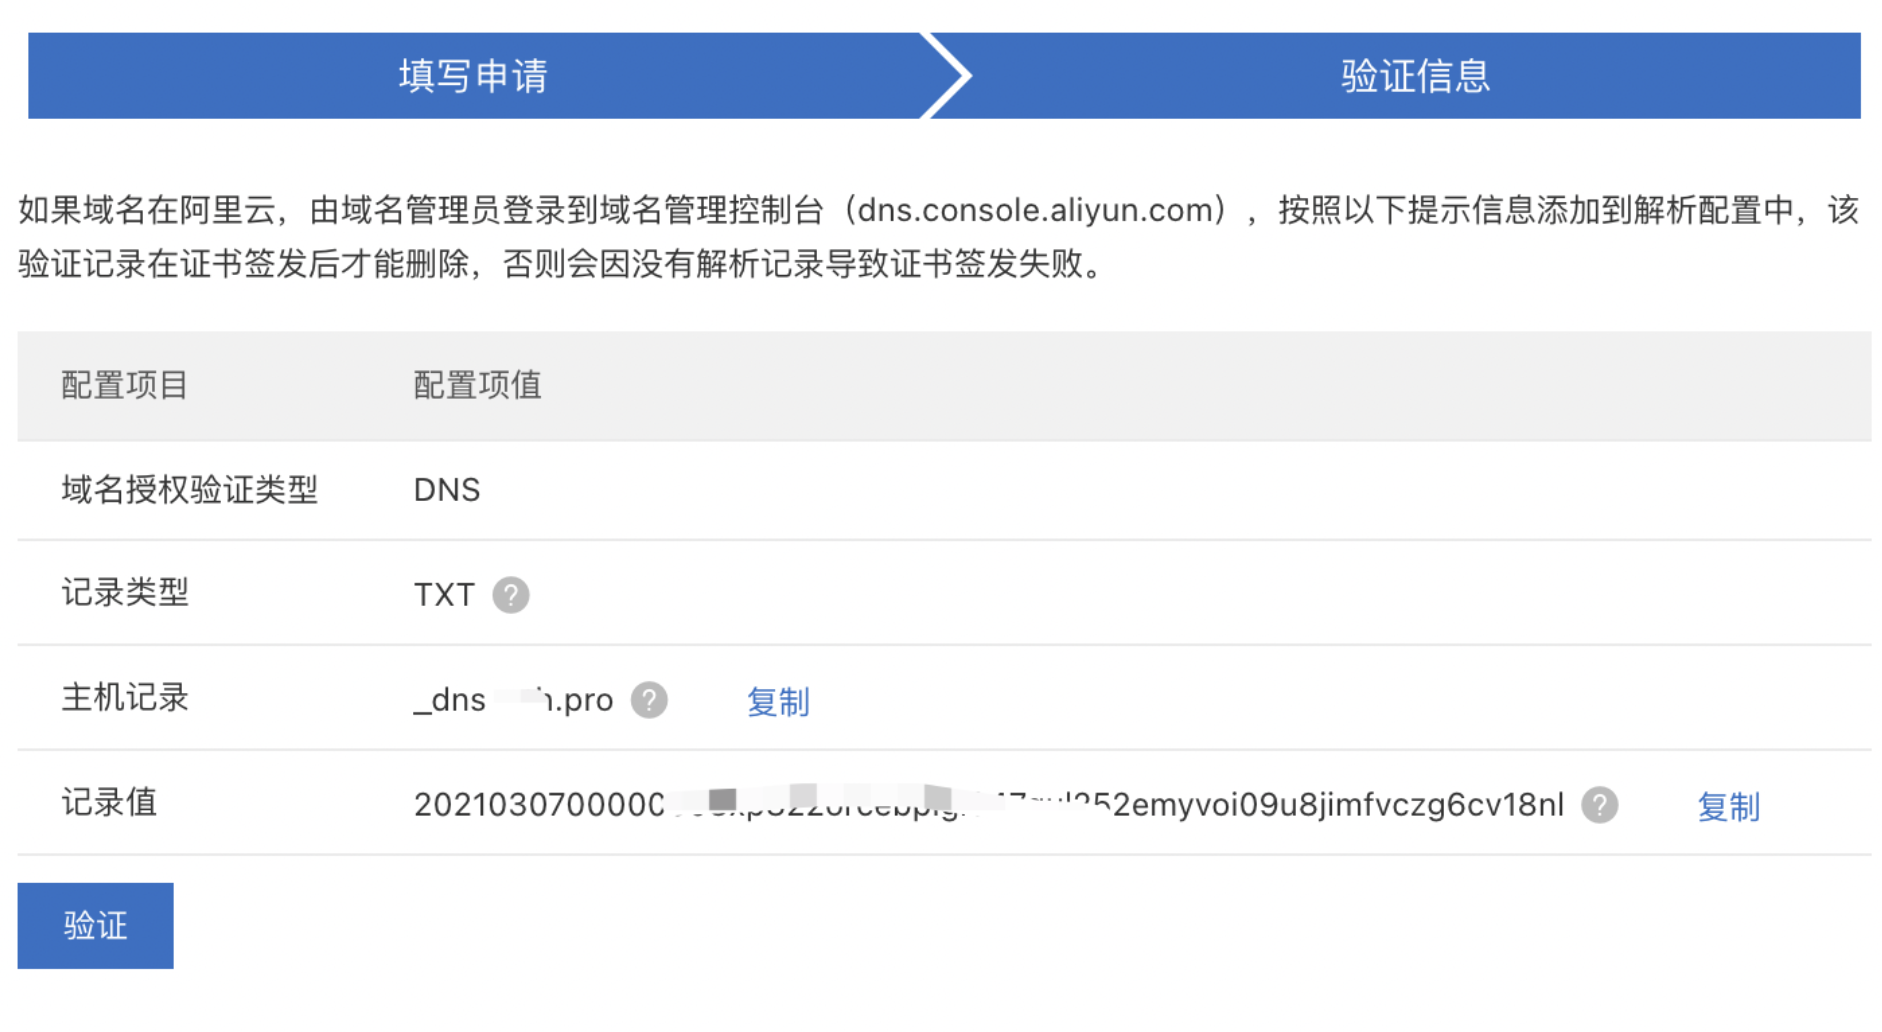 填写申请
验证信息
如果域名在阿里云，由域名管理员登录到域名管理控制台（dns.console.aliyun.com），按照以下提示信息添加到解析配置中，该
验证记录在证书签发后才能删除，否则会因没有解析记录导致证书签发失败。
配置项目 配置项值
域名授权验证类型 DNS
记录类型 TXT ?
主机记录 _dns .pro ? 复制
记录值 2021030700000 52emyvoi09u8jimfvczg6cv18nl ? 复制
验证